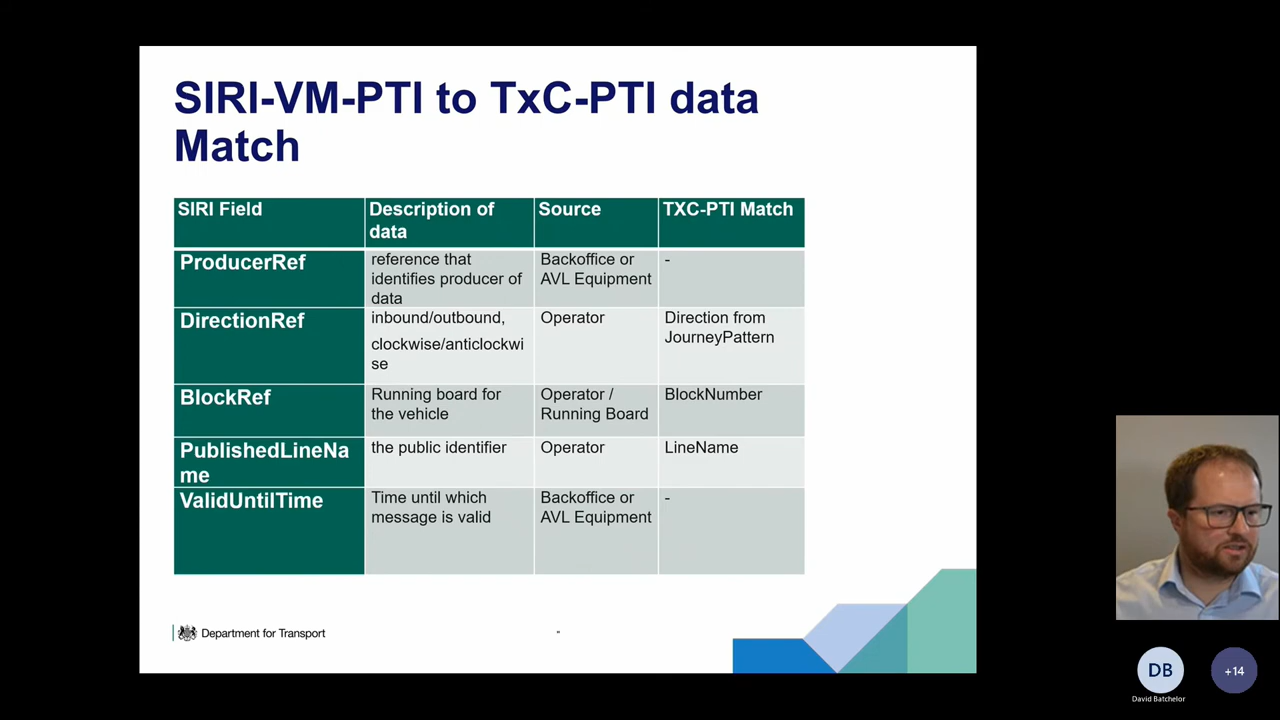 SIRI-VM-PTI to TxC-PTI data
Match
SIRI Field
Description of
data
Source
TXC-PTI Match
ProducerRef
reference that
identifies producer of
data
Backoffice or
AVL Equipment
-
DirectionRef
inbound/outbound,
clockwise/anticlockwi
se
Operator
Direction from
JourneyPattern
BlockRef
Running board for
the vehicle
Operator /
Running Board
BlockNumber
PublishedLineNa
me
the public identifier
Operator
LineName
ValidUntilTime
Time until which
message is valid
Backoffice or
AVL Equipment
-
Department for Transport
"
DB
David Batchelor
+14